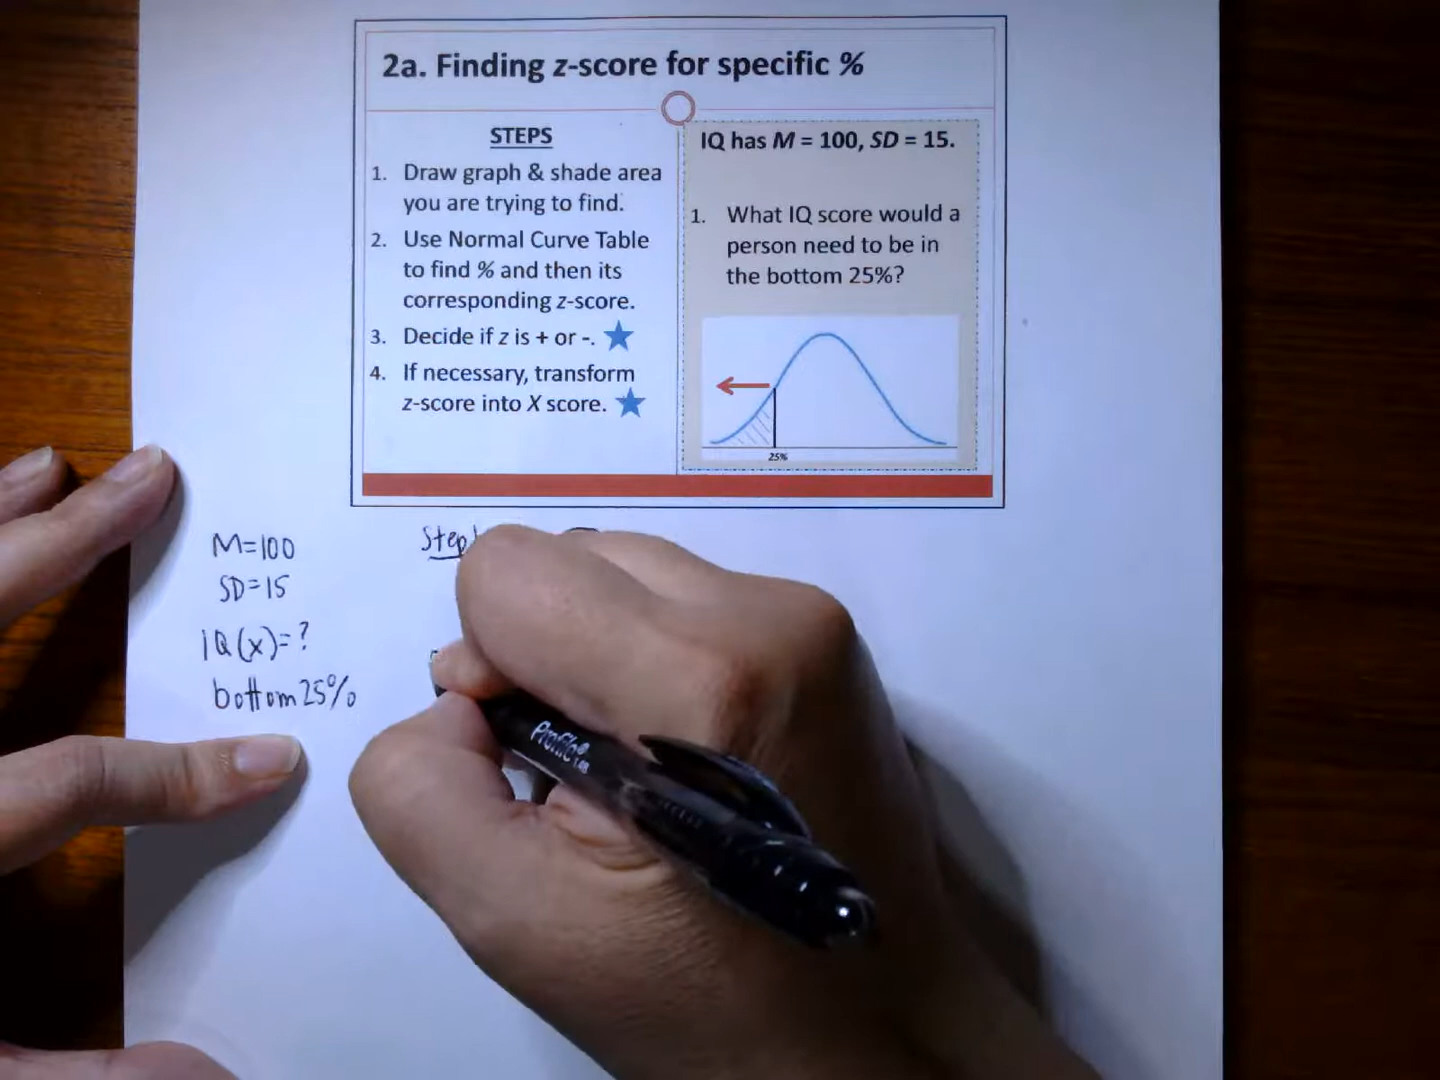 2a. Finding z-score for specific %
STEPS
1. Draw graph & shade area
you are trying to find.
2. Use Normal Curve Table
to find % and then its
corresponding z-score.
3. Decide if z is + or -.
4. If necessary, transform
z-score into X score.
IQ has M = 100, SD = 15.
1. What IQ score would a
person need to be in
the bottom 25%?
25%
M=100
SD=15
IQ(x)=?
bottom 25%
Step
Profile